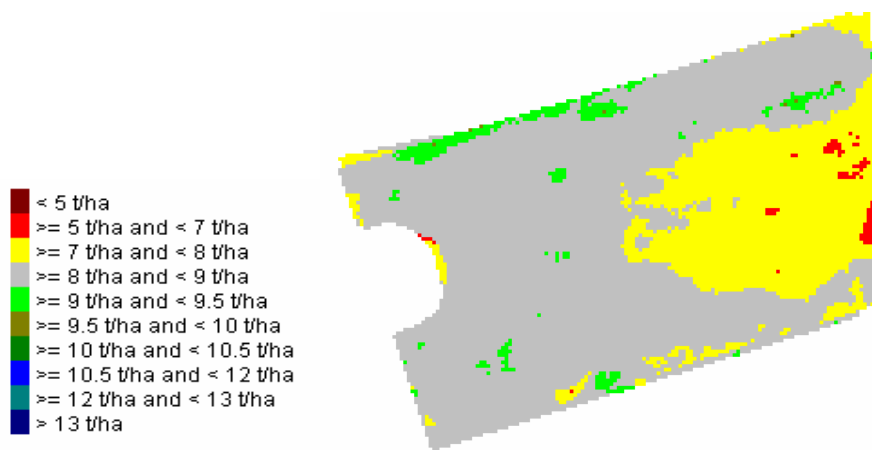 < 5 t/ha
>= 5 t/ha and < 7 t/ha
>= 7 t/ha and < 8 t/ha
>= 8 t/ha and < 9 t/ha
>= 9 t/ha and < 9.5 t/ha
>= 9.5 t/ha and < 10 t/ha
>= 10 t/ha and < 10.5 t/ha
>= 10.5 t/ha and < 12 t/ha
>= 12 t/ha and < 13 t/ha
> 13 t/ha